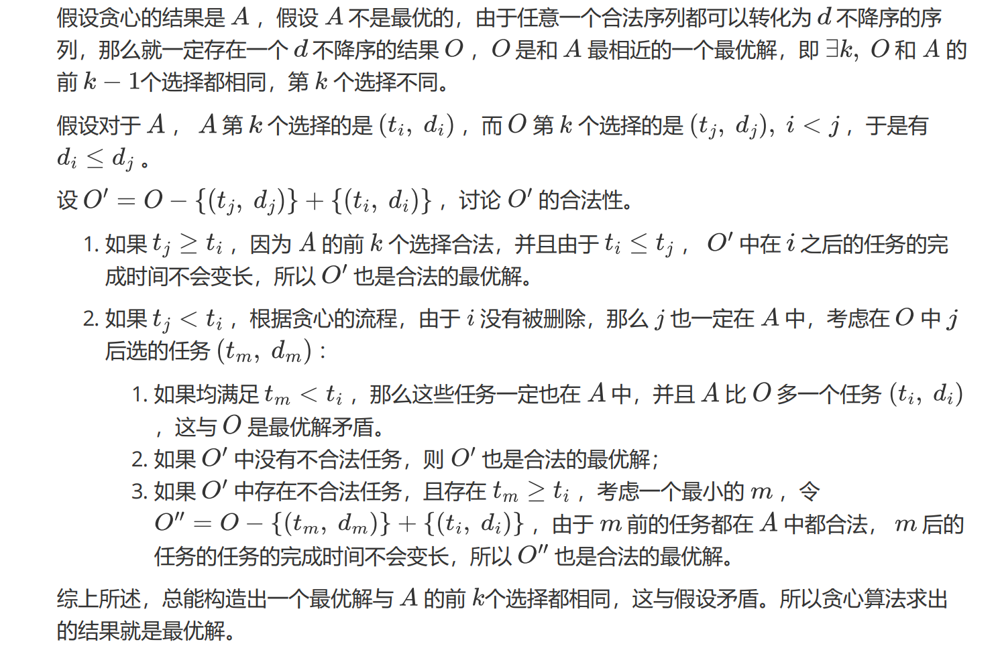 假设贪心的结果是 A ，假设 A 不是最优的，由于任意一个合法序列都可以转化为 d 不降序的序
列，那么就一定存在一个 d 不降序的结果 O ，O 是和 A 最相近的一个最优解，即 ∃k, O 和 A 的
前 k − 1个选择都相同，第 k 个选择不同。
假设对于 A ， A 第 k 个选择的是 (t_i, d_i) ，而 O 第 k 个选择的是 (t_j, d_j), i < j ，于是有
d_i ≤ d_j 。
设 O′ = O − {(t_j, d_j)} + {(t_i, d_i)} ，讨论 O′ 的合法性。
1. 如果 t_j ≥ t_i ，因为 A 的前 k 个选择合法，并且由于 t_i ≤ t_j ， O′ 中在 i 之后的任务的完
成时间不会变长，所以 O′ 也是合法的最优解。
2. 如果 t_j < t_i ，根据贪心的流程，由于 i 没有被删除，那么 j 也一定在 A 中，考虑在 O 中 j
后选的任务 (t_m, d_m) ：
1. 如果均满足 t_m < t_i ，那么这些任务一定也在 A 中，并且 A 比 O 多一个任务 (t_i, d_i)
，这与 O 是最优解矛盾。
2. 如果 O′ 中没有不合法任务，则 O′ 也是合法的最优解；
3. 如果 O′ 中存在不合法任务，且存在 t_m ≥ t_i ，考虑一个最小的 m ，令
O″ = O − {(t_m, d_m)} + {(t_i, d_i)} ，由于 m 前的任务都在 A 中都合法， m 后的
任务的任务的完成时间不会变长，所以 O″ 也是合法的最优解。
综上所述，总能构造出一个最优解与 A 的前 k个选择都相同，这与假设矛盾。所以贪心算法求出
的结果就是最优解。